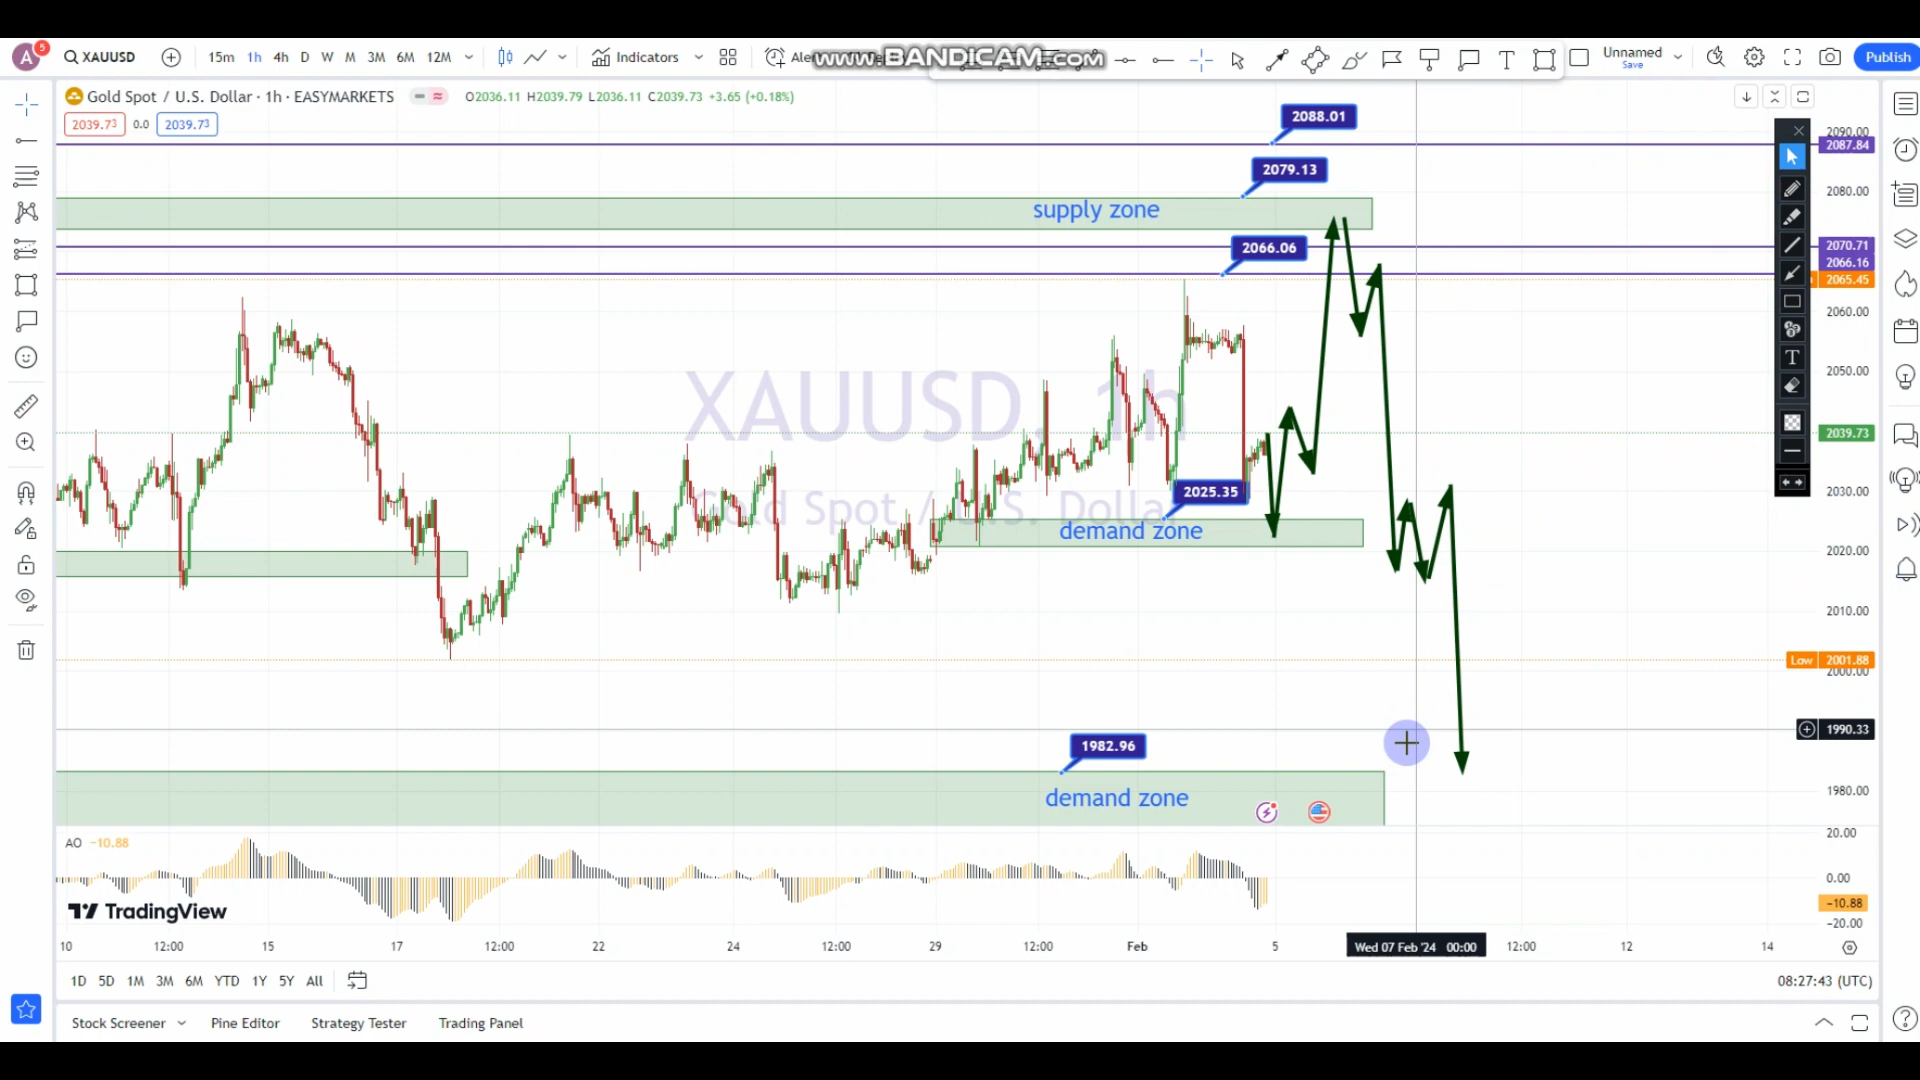 A 5 XAUUSD 15m 1h 4h D W M 3M 6M 12M Indicators Unnamed Save Publish
www.BANDICAM.com
Gold Spot / U.S. Dollar · 1h · EASYMARKETS O2036.11 H2039.79 L2036.11 C2039.73 +3.65 (+0.18%)
2039.73 0.0 2039.73
2088.01
2090.00
2087.84
2079.13
2080.00
supply zone
2066.06
2070.71
2066.16
2065.45
2060.00
2050.00
XAUUSD, 1h
2039.73
2030.00
2025.35
Gold Spot / U.S. Dollar
demand zone
2020.00
2010.00
Low 2001.88
2000.00
1990.33
1982.96
demand zone
1980.00
AO −10.88
20.00
0.00
−10.88
−20.00
TradingView
10 12:00 15 17 12:00 22 24 12:00 29 12:00 Feb 5 Wed 07 Feb '24 00:00 12:00 12 14
1D 5D 1M 3M 6M YTD 1Y 5Y All 08:27:43 (UTC)
Stock Screener Pine Editor Strategy Tester Trading Panel